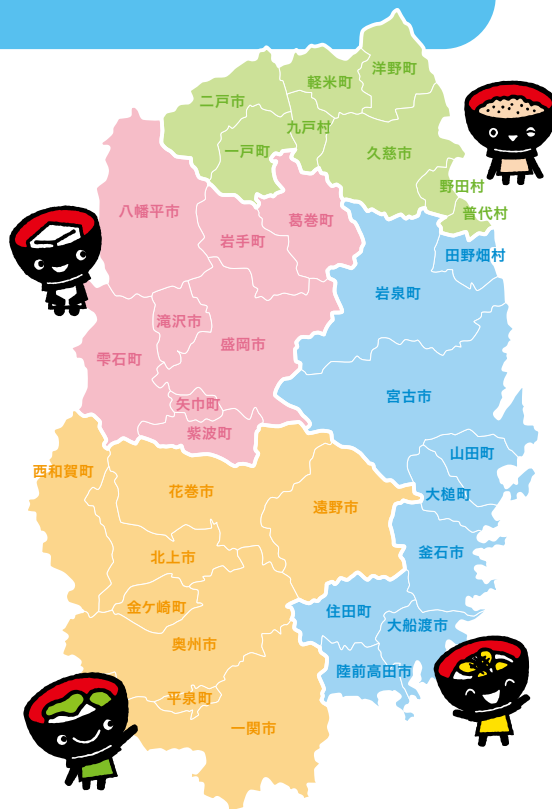 洋野町
軽米町
二戸市
九戸村
一戸町
久慈市
野田村
普代村
八幡平市
葛巻町
岩手町
田野畑村
岩泉町
滝沢市
盛岡市
雫石町
宮古市
矢巾町
紫波町
山田町
西和賀町
花巻市
大槌町
遠野市
釜石市
北上市
金ケ崎町
住田町
大船渡市
奥州市
陸前高田市
平泉町
一関市